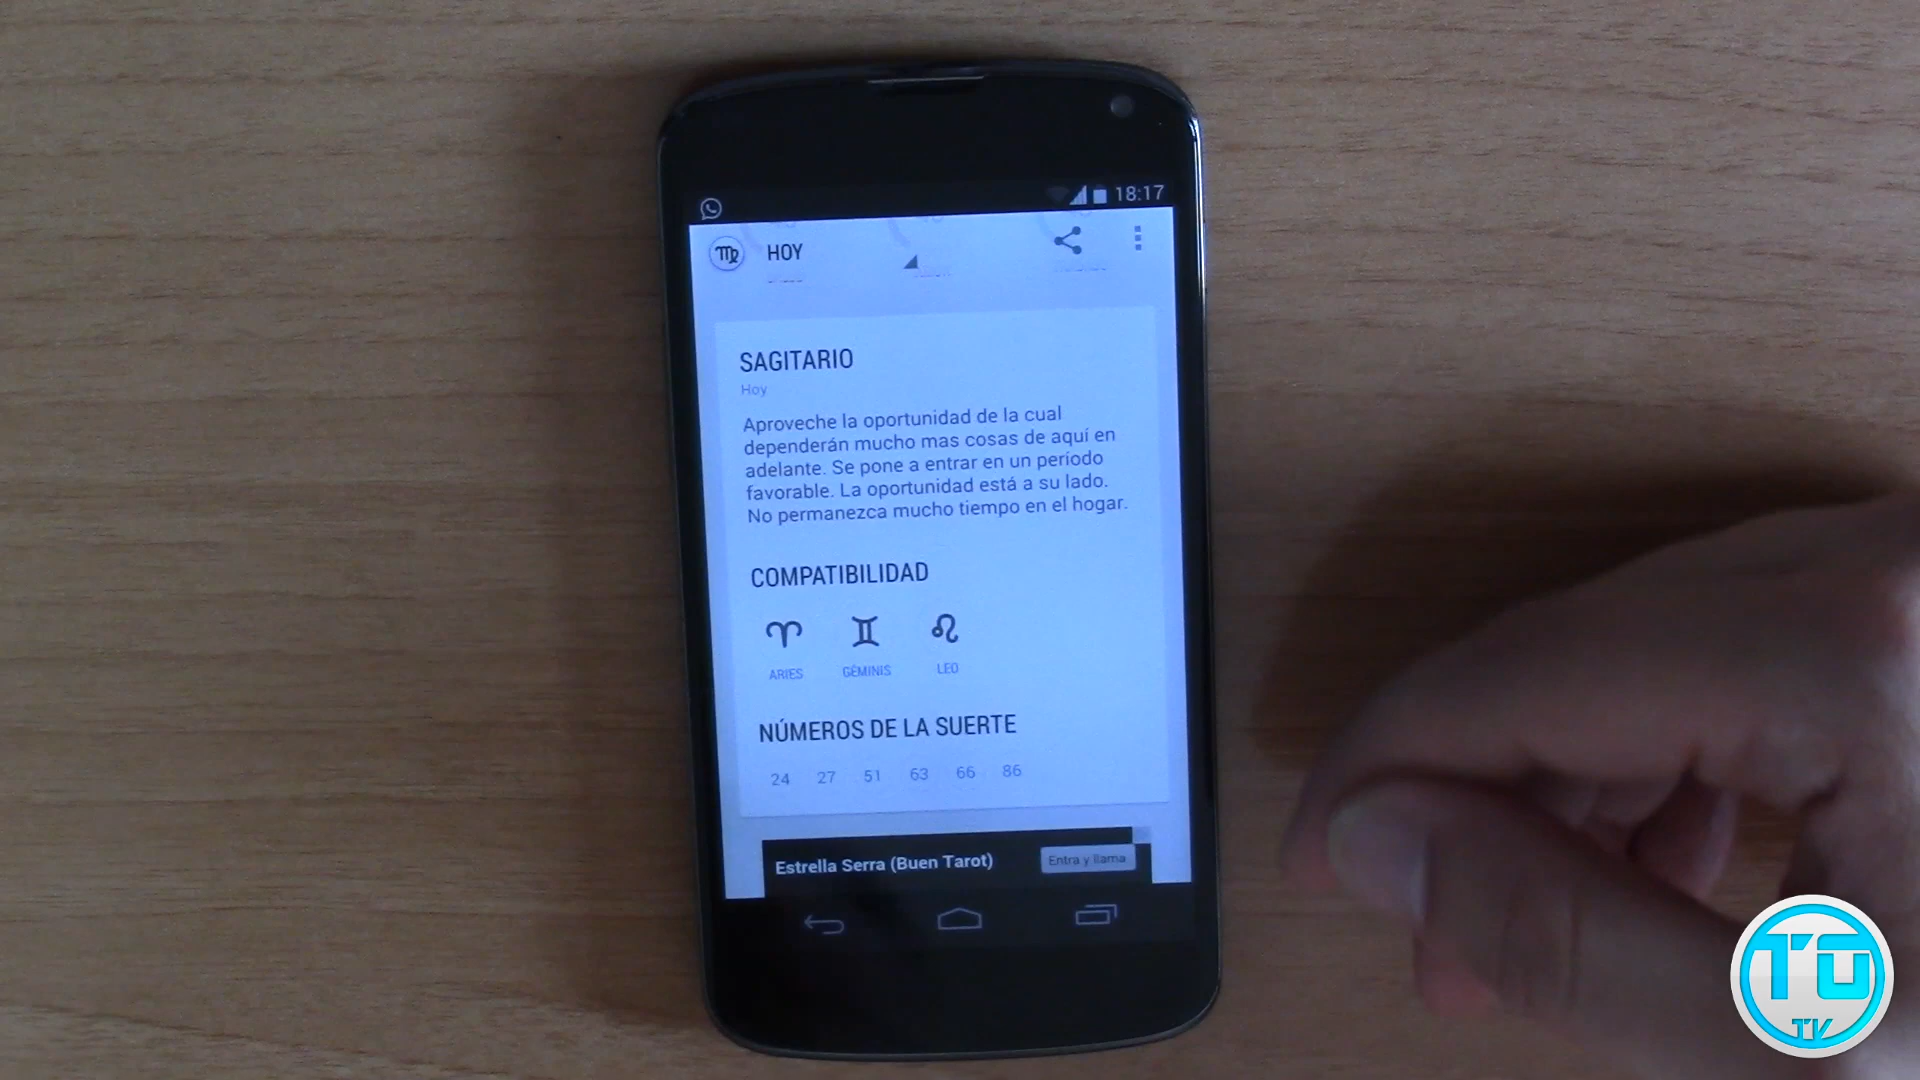 18:17
HOY
SAGITARIO
Hoy
Aproveche la oportunidad de la cual
dependerán mucho mas cosas de aquí en
adelante. Se pone a entrar en un período
favorable. La oportunidad está a su lado.
No permanezca mucho tiempo en el hogar.
COMPATIBILIDAD
ARIES GÉMINIS LEO
NÚMEROS DE LA SUERTE
24 27 51 63 66 86
Estrella Serra (Buen Tarot) Entra y llama
TU
TV